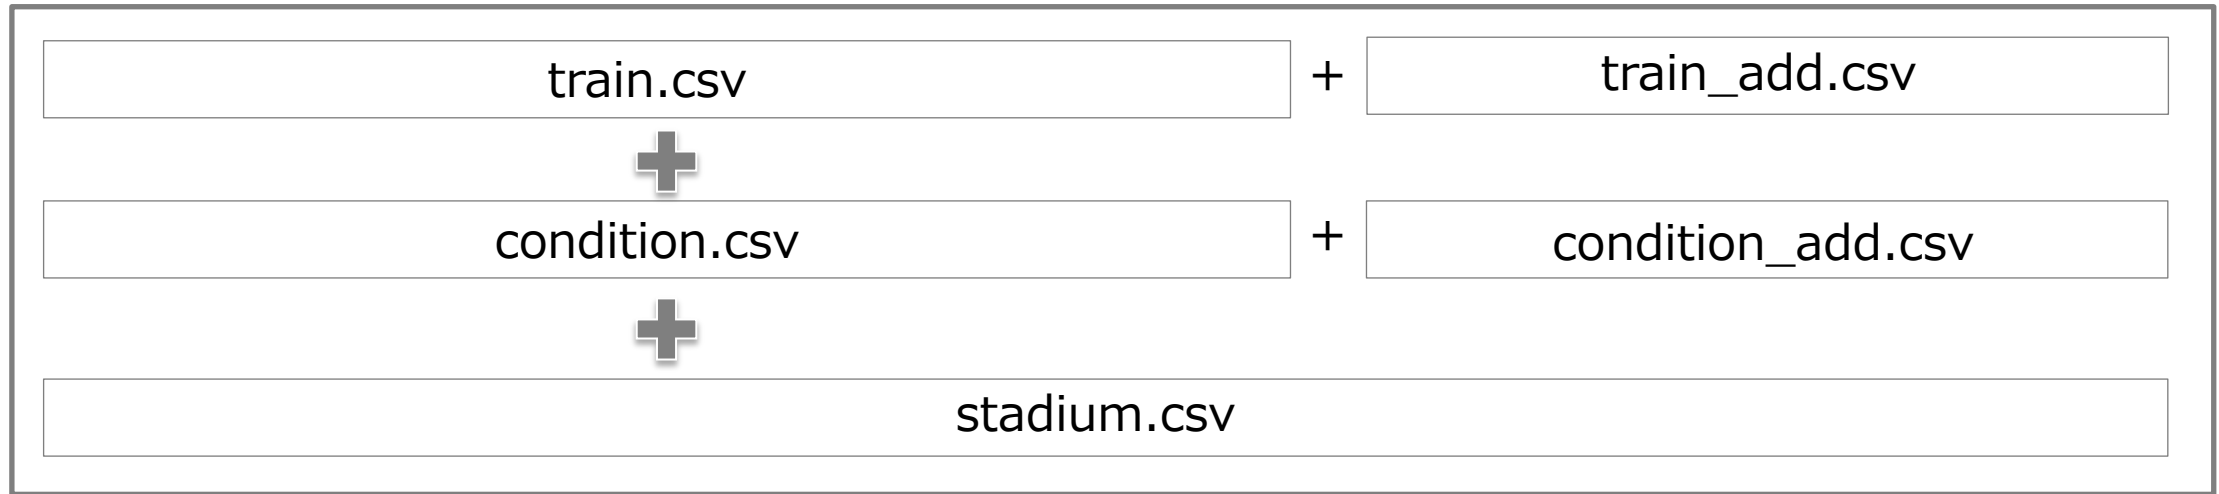 train.csv + train_add.csv
condition.csv + condition_add.csv
stadium.csv